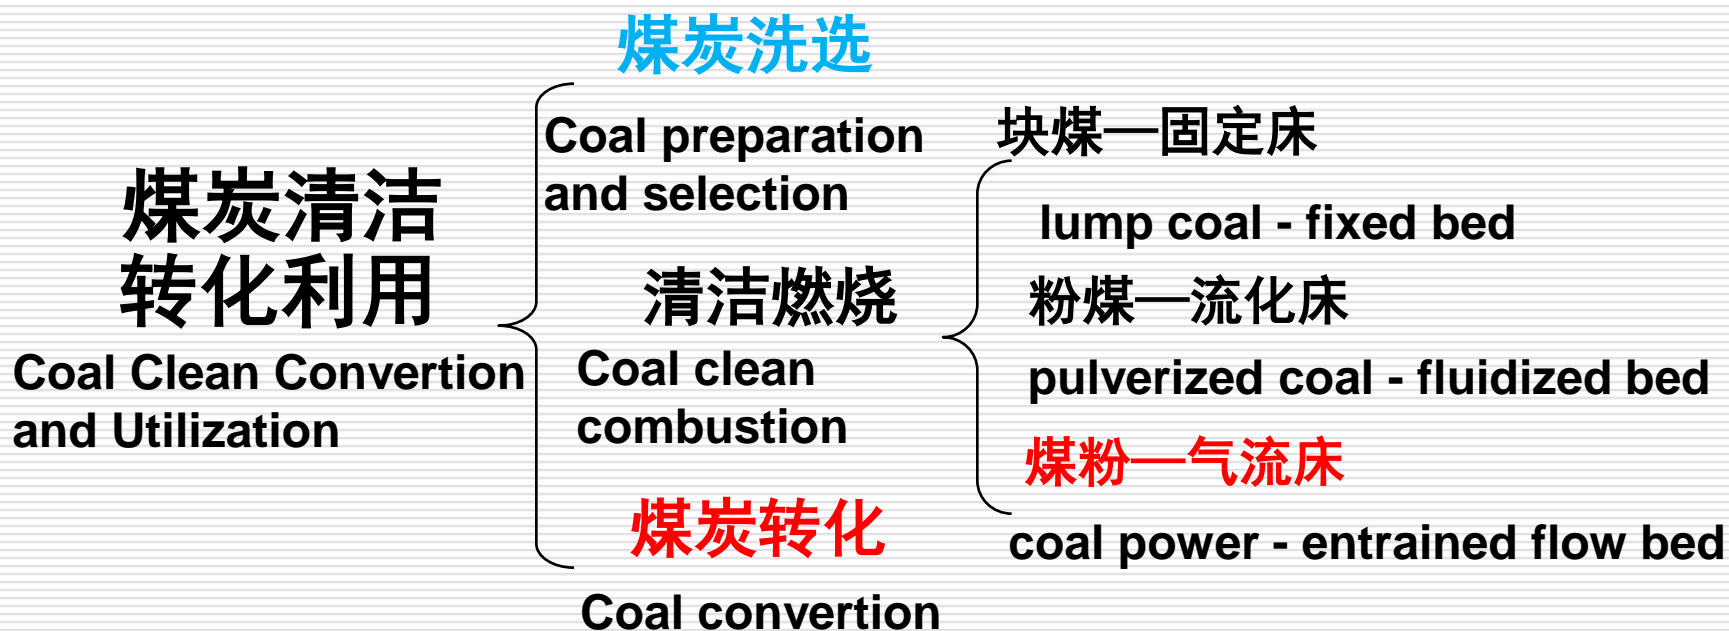 煤炭清洁
转化利用
Coal Clean Convertion
and Utilization
煤炭洗选
Coal preparation
and selection
清洁燃烧
Coal clean
combustion
煤炭转化
Coal convertion
块煤—固定床
lump coal - fixed bed
粉煤—流化床
pulverized coal - fluidized bed
煤粉—气流床
coal power - entrained flow bed